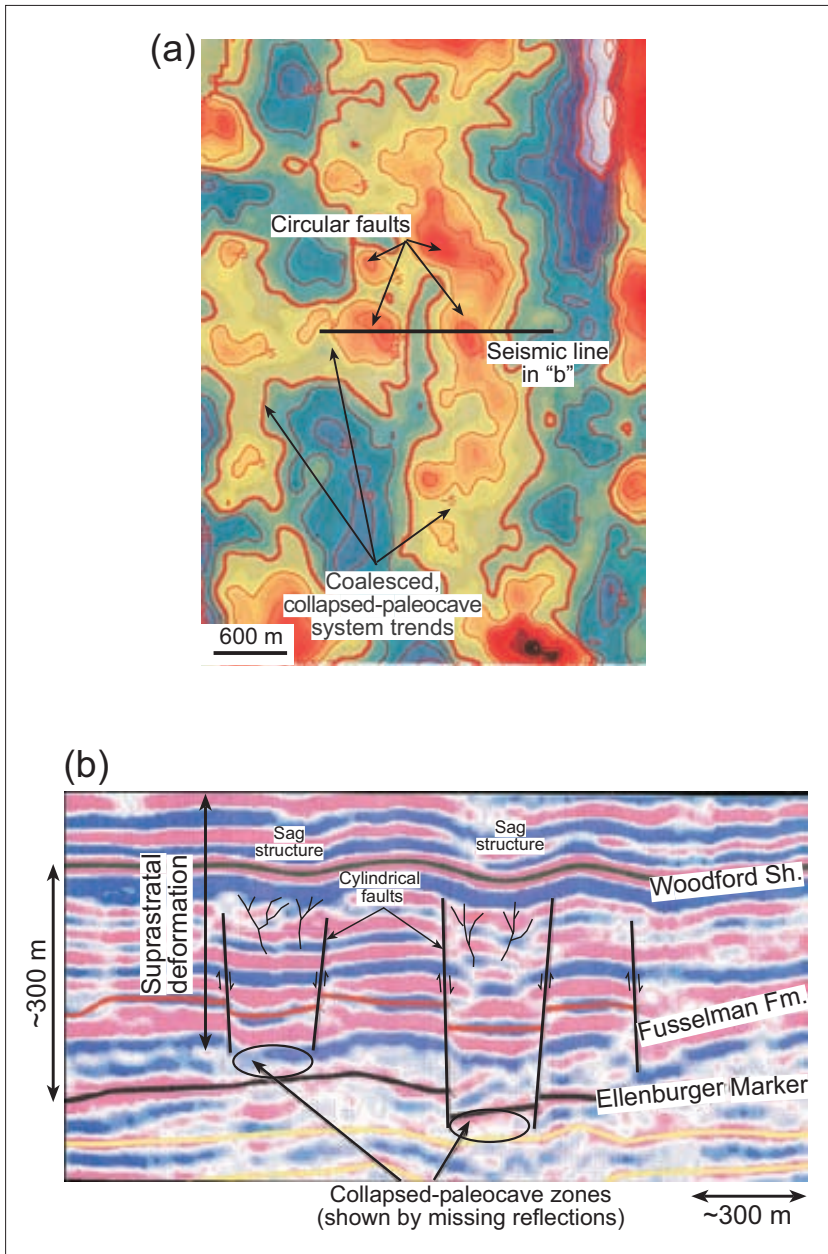 (a)
Circular faults
Seismic line
in “b”
Coalesced,
collapsed-paleocave
system trends
600 m
(b)
Sag
structure
Sag
structure
Woodford Sh.
Cylindrical
faults
Suprastratal
deformation
~300 m
Fusselman Fm.
Ellenburger Marker
Collapsed-paleocave zones
(shown by missing reflections)
~300 m